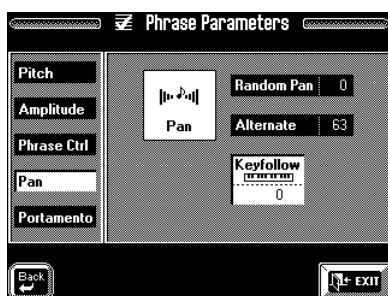 Phrase Parameters
Pitch
Amplitude
Phrase Ctrl
Pan
Portamento
Pan
Random Pan 0
Alternate 63
Keyfollow
0
Back
EXIT